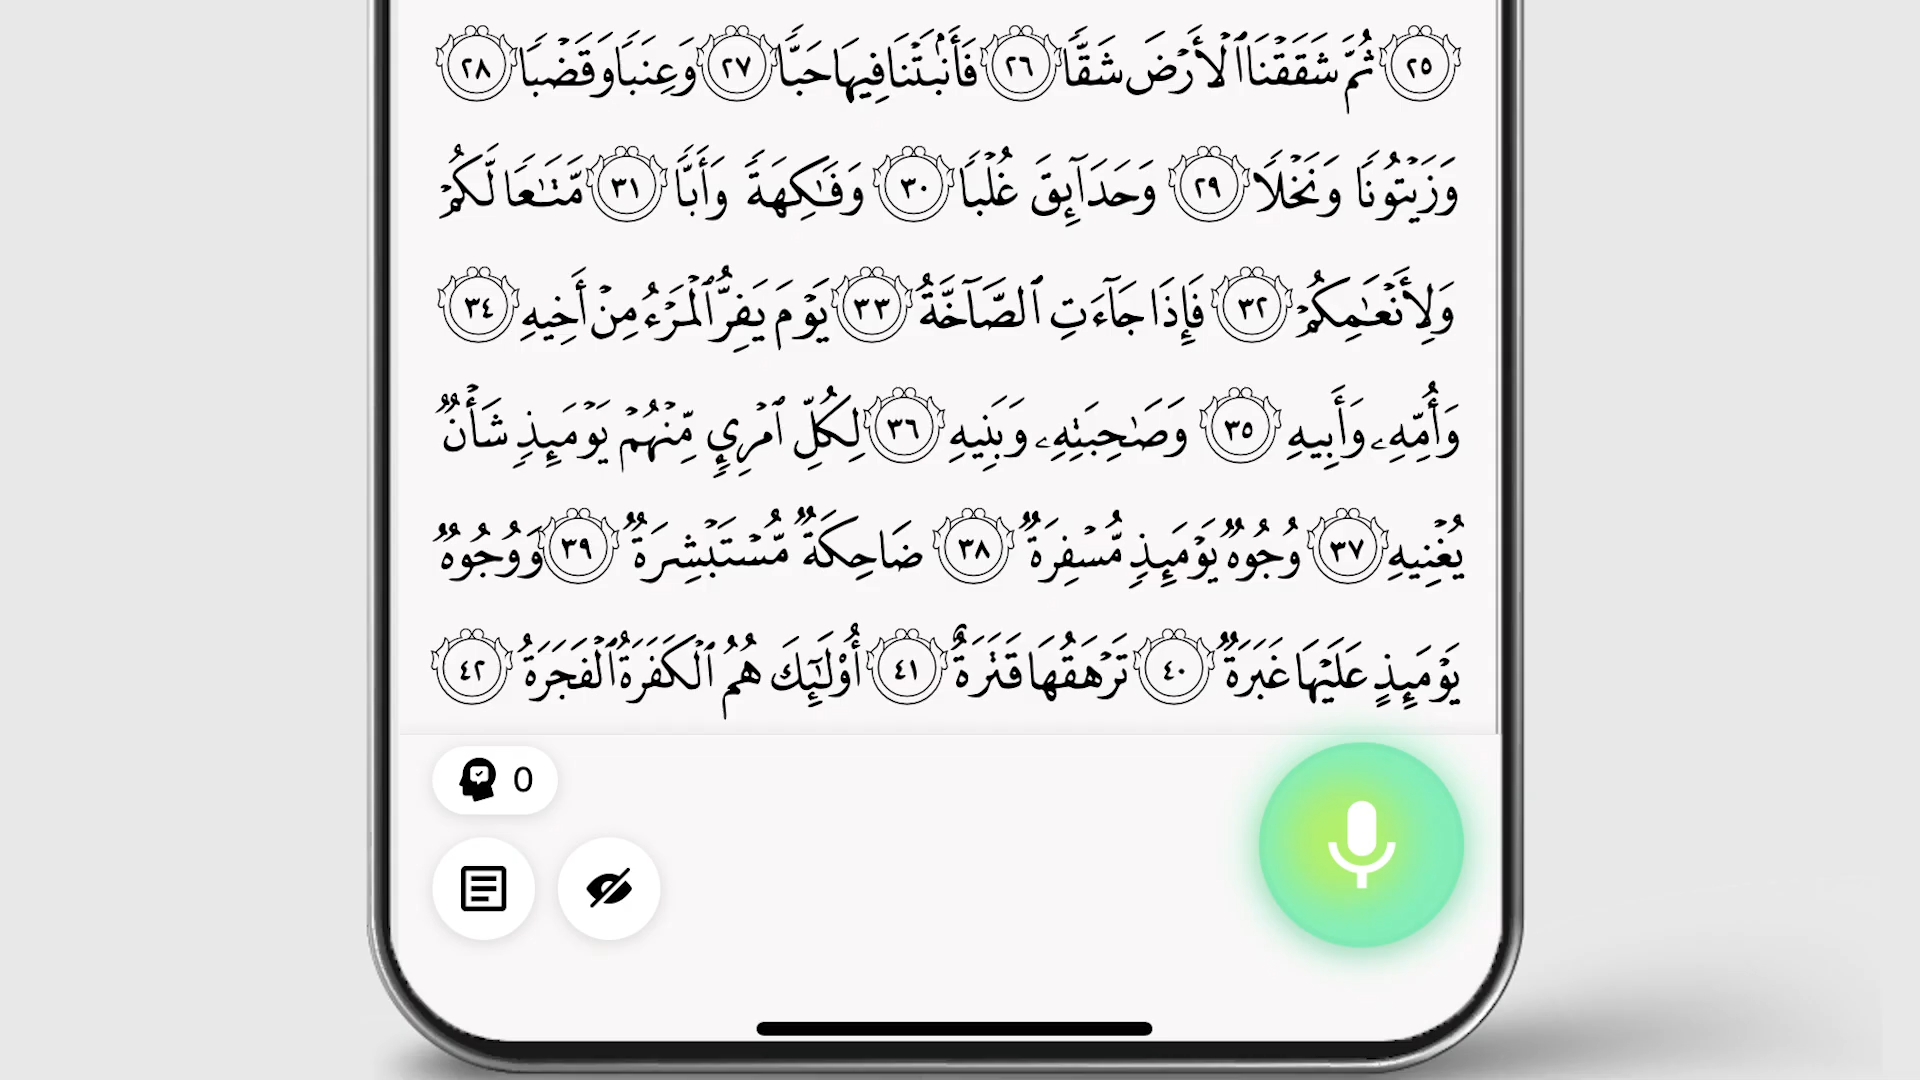 ٢٥ ثُمَّ شَقَقْنَا ٱلْأَرْضَ شَقًّا ٢٦ فَأَنۢبَتْنَا فِيهَا حَبًّا ٢٧ وَعِنَبًا وَقَضْبًا ٢٨
وَزَيْتُونًا وَنَخْلًا ٢٩ وَحَدَآئِقَ غُلْبًا ٣٠ وَفَـٰكِهَةً وَأَبًّا ٣١ مَّتَـٰعًا لَّكُمْ
وَلِأَنْعَـٰمِكُمْ ٣٢ فَإِذَا جَآءَتِ ٱلصَّآخَّةُ ٣٣ يَوْمَ يَفِرُّ ٱلْمَرْءُ مِنْ أَخِيهِ ٣٤
وَأُمِّهِۦ وَأَبِيهِ ٣٥ وَصَـٰحِبَتِهِۦ وَبَنِيهِ ٣٦ لِكُلِّ ٱمْرِئٍ مِّنْهُمْ يَوْمَئِذٍ شَأْنٌ
يُغْنِيهِ ٣٧ وُجُوهٌ يَوْمَئِذٍ مُّسْفِرَةٌ ٣٨ ضَاحِكَةٌ مُّسْتَبْشِرَةٌ ٣٩ وَوُجُوهٌ
يَوْمَئِذٍ عَلَيْهَا غَبَرَةٌ ٤٠ تَرْهَقُهَا قَتَرَةٌ ٤١ أُو۟لَـٰٓئِكَ هُمُ ٱلْكَفَرَةُ ٱلْفَجَرَةُ ٤٢
0